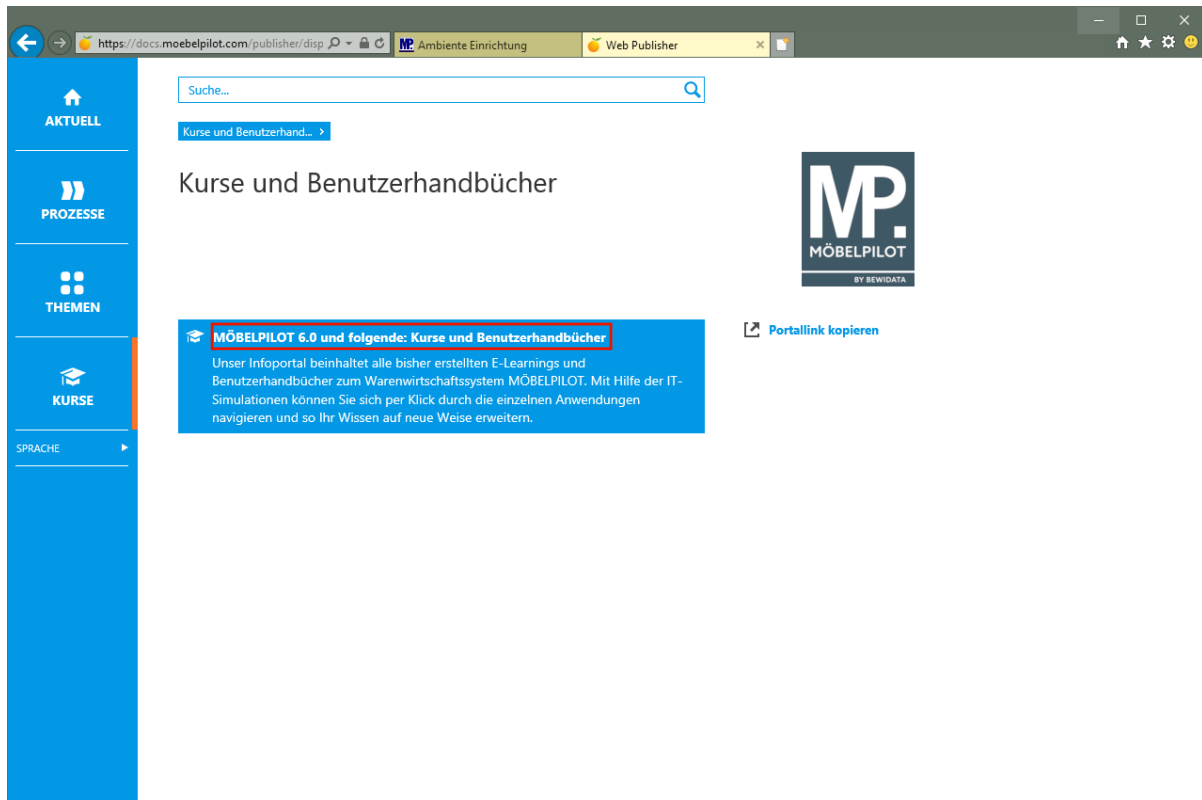 https://docs.moebelpilot.com/publisher/disp
MP. Ambiente Einrichtung
Web Publisher
AKTUELL
PROZESSE
THEMEN
KURSE
SPRACHE
Suche...
Kurse und Benutzerhand... >
Kurse und Benutzerhandbücher
MÖBELPILOT 6.0 und folgende: Kurse und Benutzerhandbücher
Unser Infoportal beinhaltet alle bisher erstellten E-Learnings und
Benutzerhandbücher zum Warenwirtschaftssystem MÖBELPILOT. Mit Hilfe der IT-
Simulationen können Sie sich per Klick durch die einzelnen Anwendungen
navigieren und so Ihr Wissen auf neue Weise erweitern.
MP.
MÖBELPILOT
BY BEWIDATA
Portallink kopieren